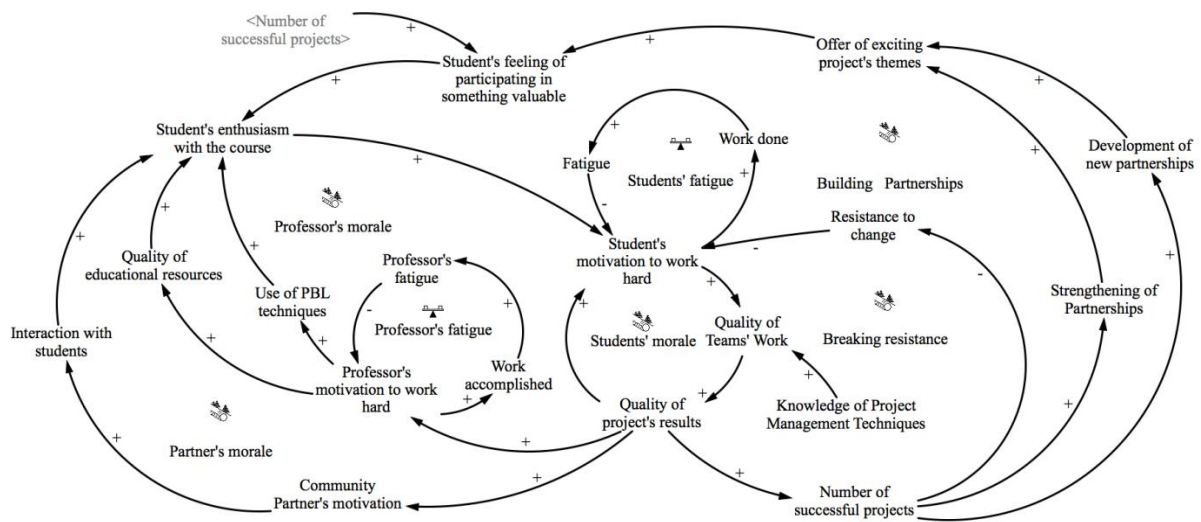 <Number of
successful projects>
Student's feeling of
participating in
something valuable
Offer of exciting
project's themes
Student's enthusiasm
with the course
Fatigue
Work done
Students' fatigue
Development of
new partnerships
Building Partnerships
Professor's morale
Resistance to
change
Student's
motivation to work
hard
Quality of
educational resources
Professor's
fatigue
Use of PBL
techniques
Professor's fatigue
Interaction with
students
Students' morale
Quality of
Teams' Work
Breaking resistance
Strengthening of
Partnerships
Professor's
motivation to work
hard
Work
accomplished
Quality of
project's results
Knowledge of Project
Management Techniques
Partner's morale
Community
Partner's motivation
Number of
successful projects
+
+
+
+
+
+
+
-
+
+
+
+
-
+
+
+
-
+
+
+
-
+
+
+
+
+
+
+
+
+
+